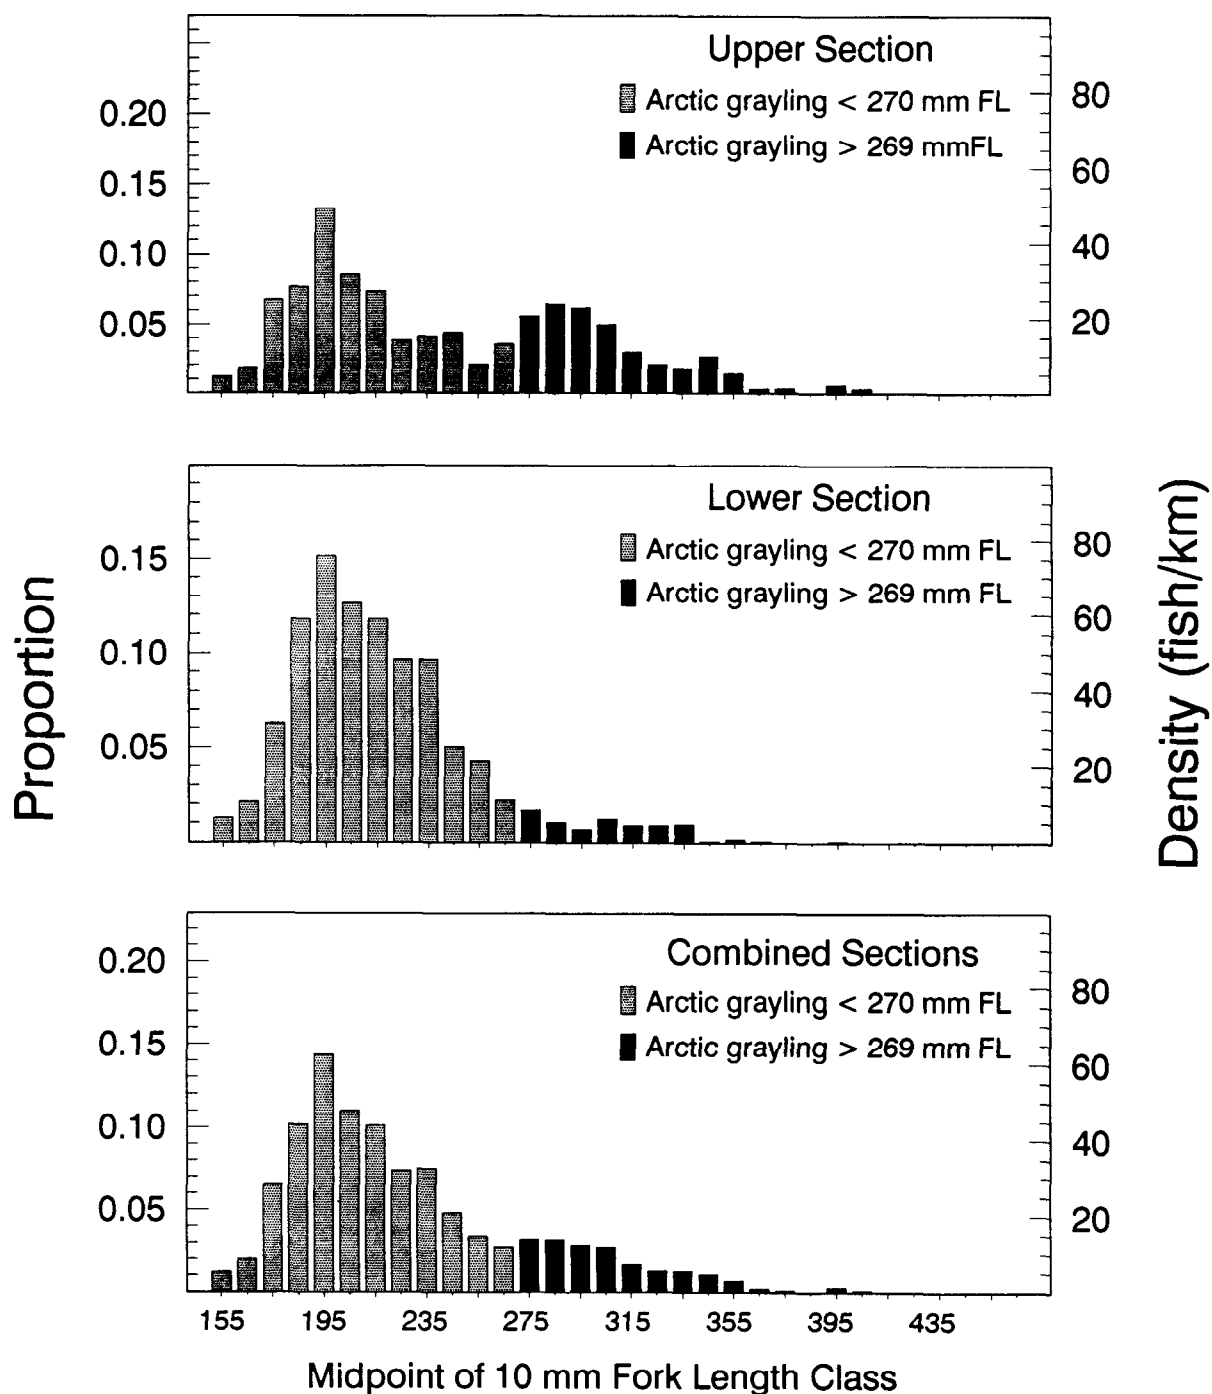 Upper Section
Arctic grayling < 270 mm FL
Arctic grayling > 269 mmFL
0.20
0.15
0.10
0.05
80
60
40
20
Lower Section
Arctic grayling < 270 mm FL
Arctic grayling > 269 mm FL
0.15
0.10
0.05
80
60
40
20
Proportion
Density (fish/km)
Combined Sections
Arctic grayling < 270 mm FL
Arctic grayling > 269 mm FL
0.20
0.15
0.10
0.05
80
60
40
20
155 195 235 275 315 355 395 435
Midpoint of 10 mm Fork Length Class